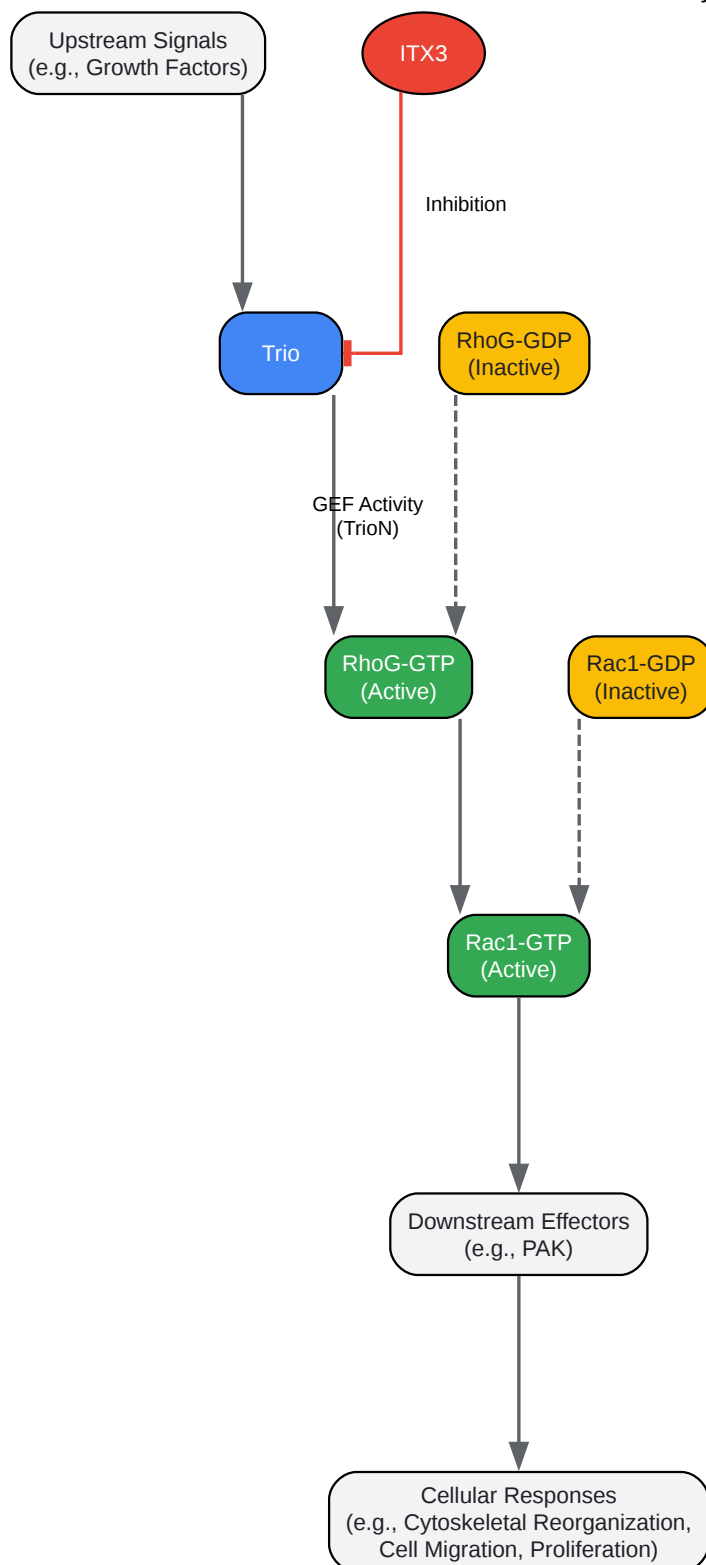 Upstream Signals
(e.g., Growth Factors)
ITX3
Inhibition
Trio
RhoG-GDP
(Inactive)
GEF Activity
(TrioN)
RhoG-GTP
(Active)
Rac1-GDP
(Inactive)
Rac1-GTP
(Active)
Downstream Effectors
(e.g., PAK)
Cellular Responses
(e.g., Cytoskeletal Reorganization,
Cell Migration, Proliferation)